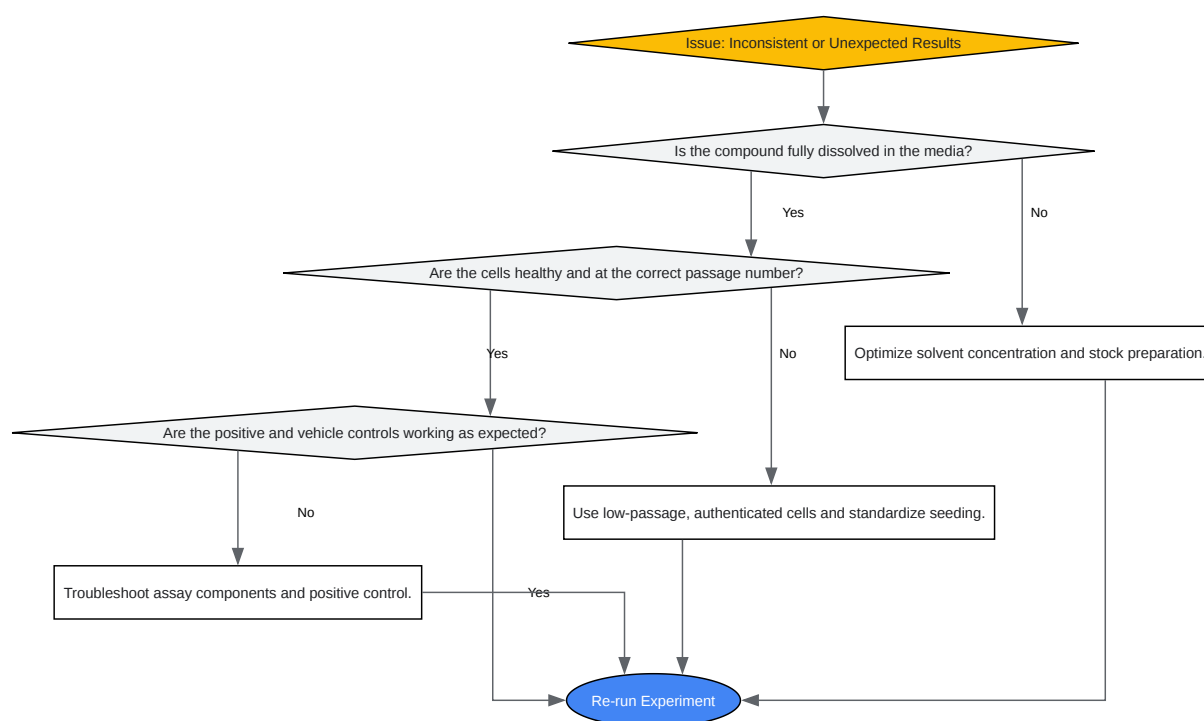 Issue: Inconsistent or Unexpected Results
Is the compound fully dissolved in the media?
Yes
No
Are the cells healthy and at the correct passage number?
Yes
No
Optimize solvent concentration and stock preparation.
Are the positive and vehicle controls working as expected?
No
Use low-passage, authenticated cells and standardize seeding.
Troubleshoot assay components and positive control.
Yes
Re-run Experiment